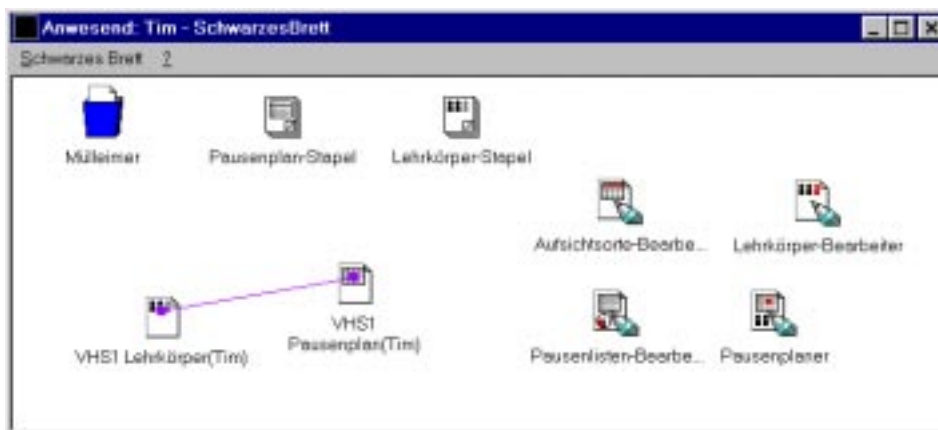 Anwesend: Tim - SchwarzesBrett
Schwarzes Brett ?
Mülleimer
Pausenplan-Stapel
Lehrkörper-Stapel
Aufsichtsorte-Bearbe...
Lehrkörper-Bearbeiter
VHS1 Lehrkörper(Tim)
VHS1
Pausenplan(Tim)
Pausenlisten-Bearbe...
Pausenplaner